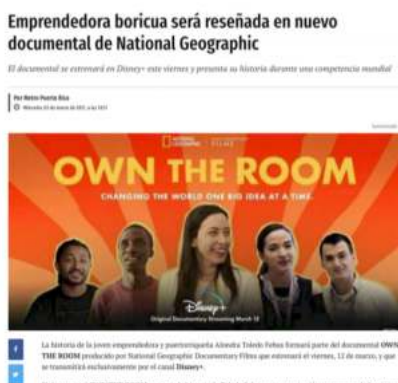 Emprendedora boricua será reseñada en nuevo
documental de National Geographic
El documental se estrenará en Disney+ este viernes y presenta su historia durante una competencia mundial
Por Metro Puerto Rico
NATIONAL GEOGRAPHIC
FILMS
OWN THE ROOM
CHANGING THE WORLD ONE BIG IDEA AT A TIME.
Disney+
Original Documentary Streaming March 12
La historia de la joven emprendedora y puertorriqueña Alondra Toledo Febus formará parte del documental OWN
THE ROOM producido por National Geographic Documentary Films que estrenará el viernes, 12 de marzo, y que
se transmitirá exclusivamente por el canal Disney+.